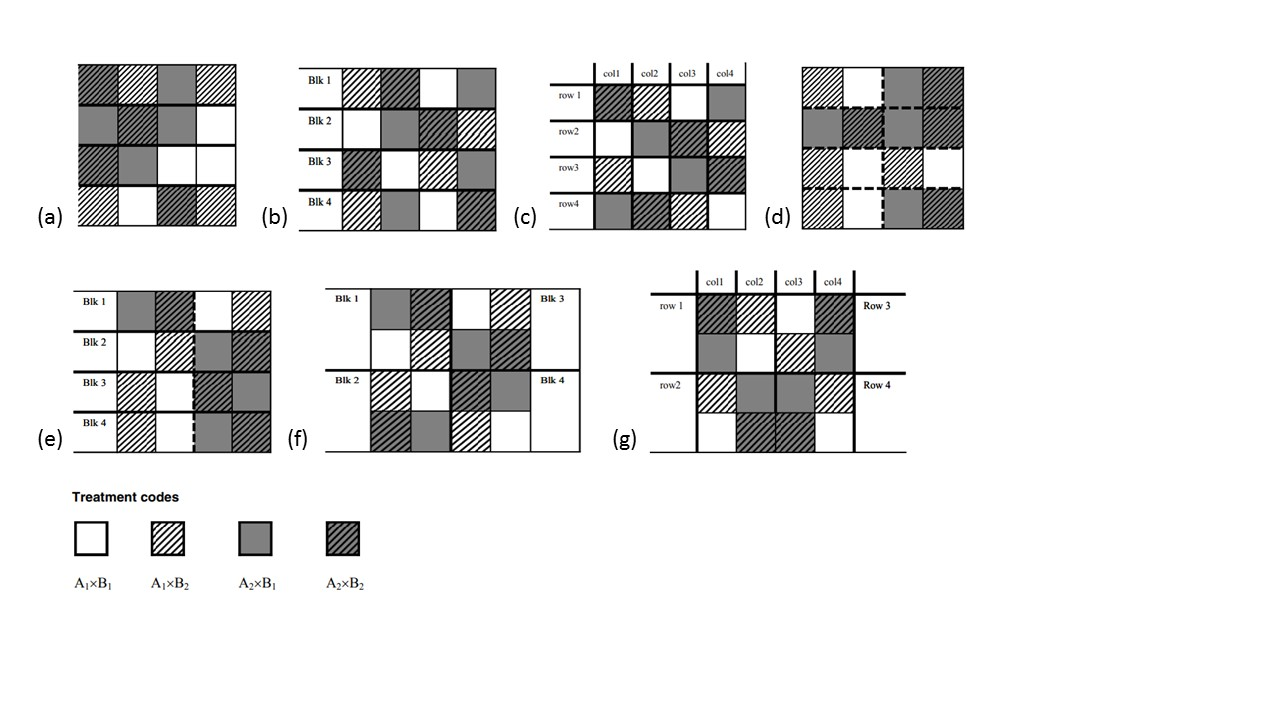 (a)
(b)
Blk 1
Blk 2
Blk 3
Blk 4
(c)
col1 col2 col3 col4
row 1
row2
row3
row4
(d)
(e)
Blk 1
Blk 2
Blk 3
Blk 4
(f)
Blk 1 Blk 3
Blk 2 Blk 4
(g)
col1 col2 col3 col4
row 1 Row 3
row2 Row 4
Treatment codes
A₁×B₁ A₁×B₂ A₂×B₁ A₂×B₂